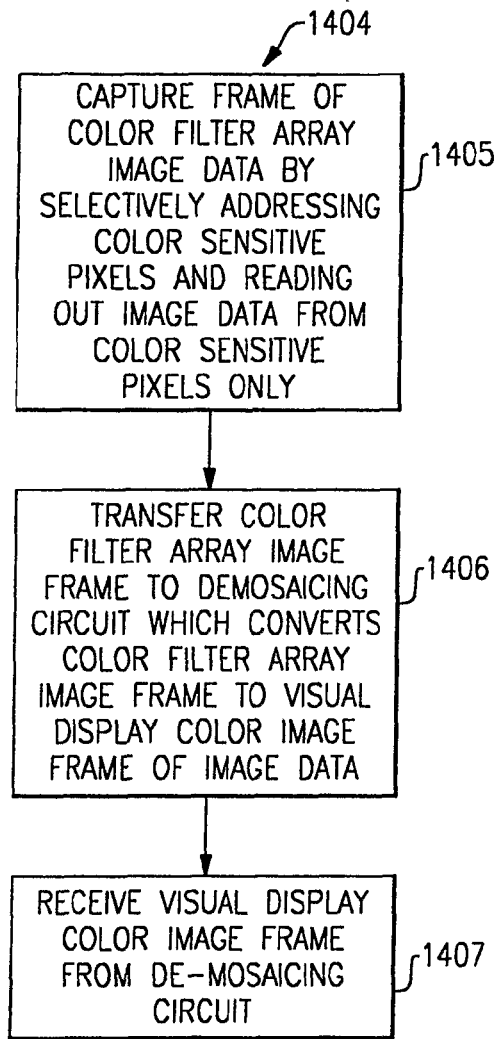 1404
CAPTURE FRAME OF
COLOR FILTER ARRAY
IMAGE DATA BY
SELECTIVELY ADDRESSING
COLOR SENSITIVE
PIXELS AND READING
OUT IMAGE DATA FROM
COLOR SENSITIVE
PIXELS ONLY
1405
TRANSFER COLOR
FILTER ARRAY IMAGE
FRAME TO DEMOSAICING
CIRCUIT WHICH CONVERTS
COLOR FILTER ARRAY
IMAGE FRAME TO VISUAL
DISPLAY COLOR IMAGE
FRAME OF IMAGE DATA
1406
RECEIVE VISUAL DISPLAY
COLOR IMAGE FRAME
FROM DE-MOSAICING
CIRCUIT
1407